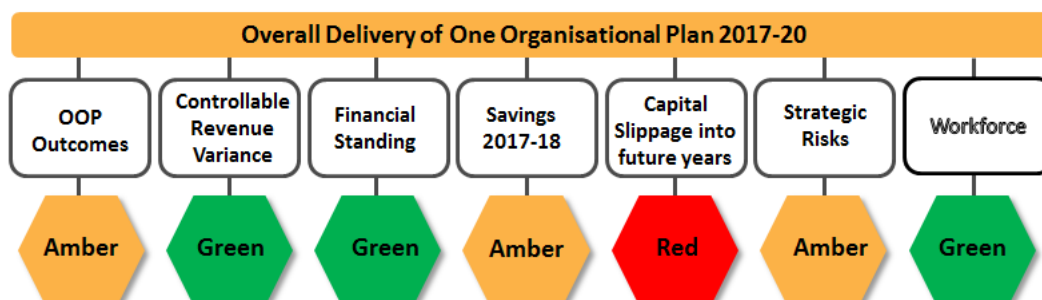 Overall Delivery of One Organisational Plan 2017-20
OOP
Outcomes
Controllable
Revenue
Variance
Financial
Standing
Savings
2017-18
Capital
Slippage into
future years
Strategic
Risks
Workforce
Amber
Green
Green
Amber
Red
Amber
Green